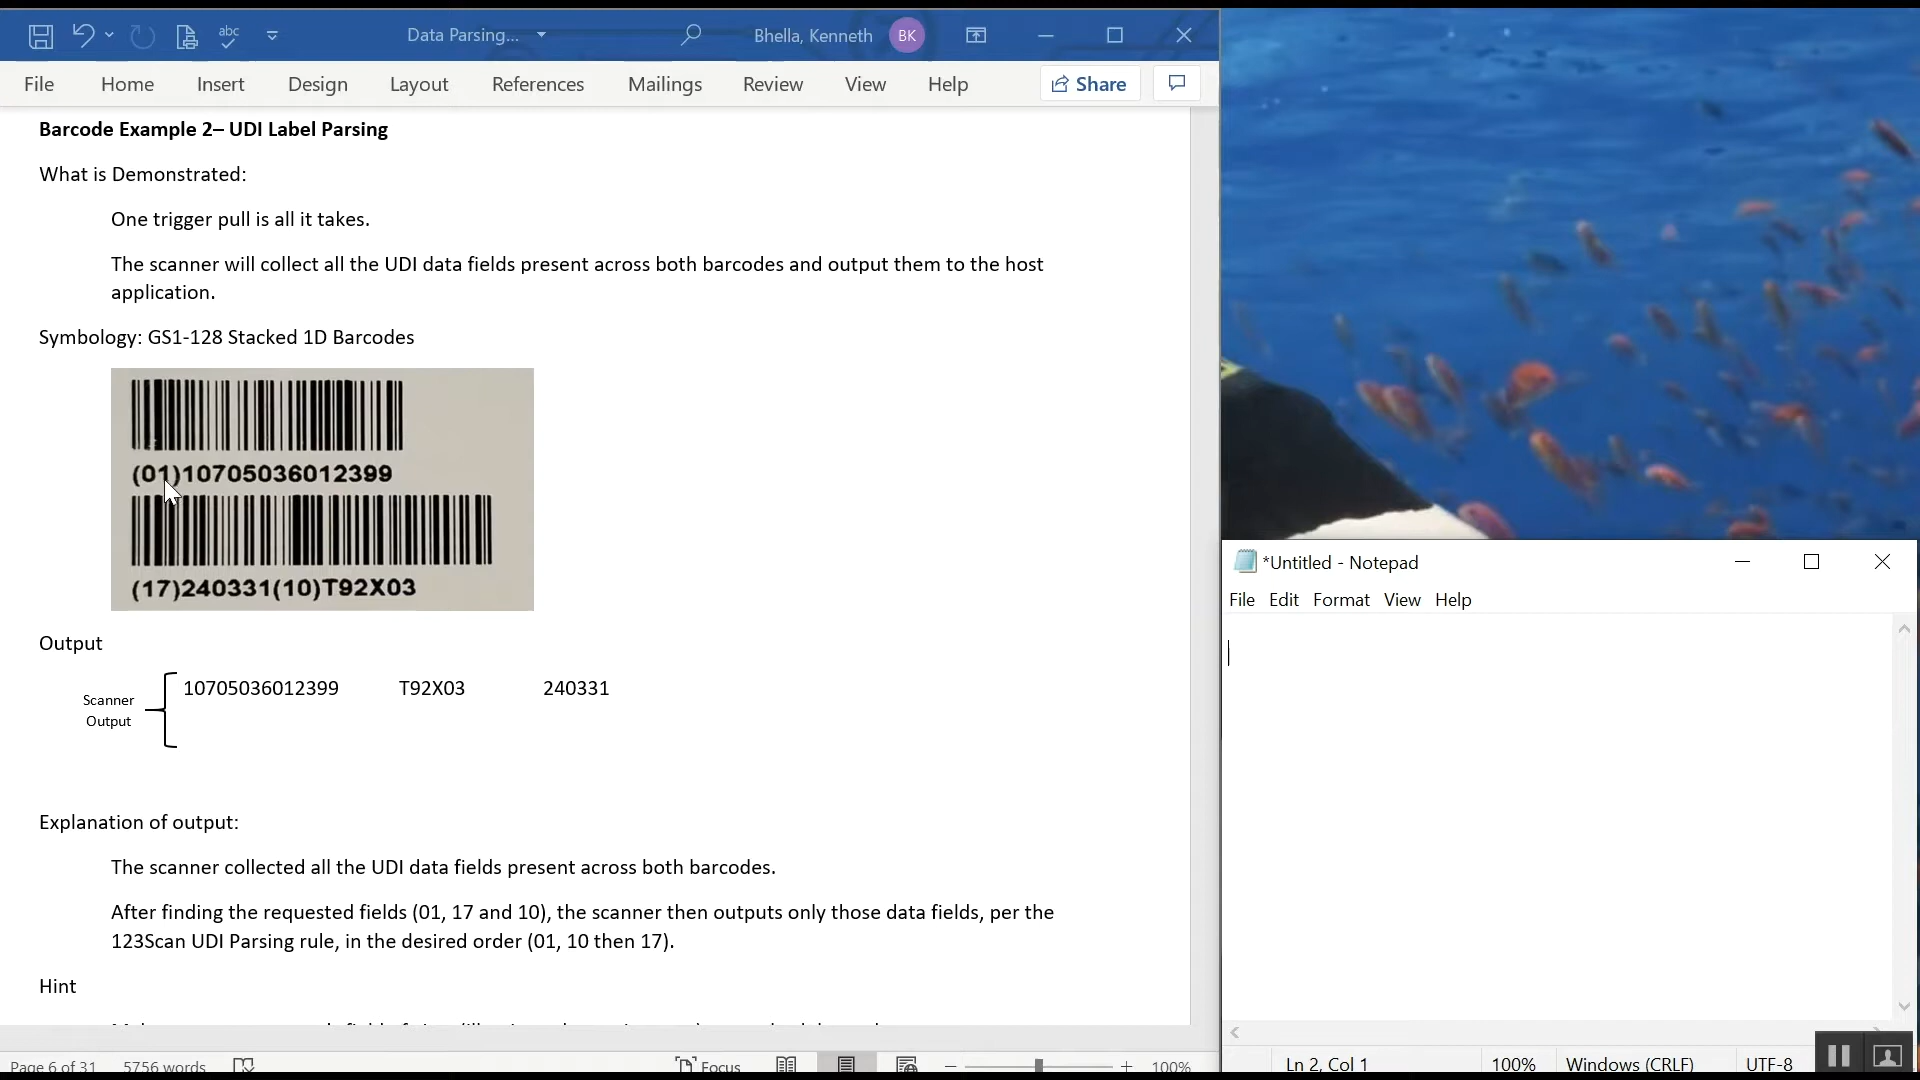 abc
Data Parsing...
Bhella, Kenneth
BK
File Home Insert Design Layout References Mailings Review View Help Share
Barcode Example 2– UDI Label Parsing
What is Demonstrated:
One trigger pull is all it takes.
The scanner will collect all the UDI data fields present across both barcodes and output them to the host
application.
Symbology: GS1-128 Stacked 1D Barcodes
(01)10705036012399
(17)240331(10)T92X03
Output
Scanner
Output
10705036012399 T92X03 240331
Explanation of output:
The scanner collected all the UDI data fields present across both barcodes.
After finding the requested fields (01, 17 and 10), the scanner then outputs only those data fields, per the
123Scan UDI Parsing rule, in the desired order (01, 10 then 17).
Hint
Page 6 of 31 5756 words Focus 100%
*Untitled - Notepad
File Edit Format View Help
Ln 2, Col 1 100% Windows (CRLF) UTF-8